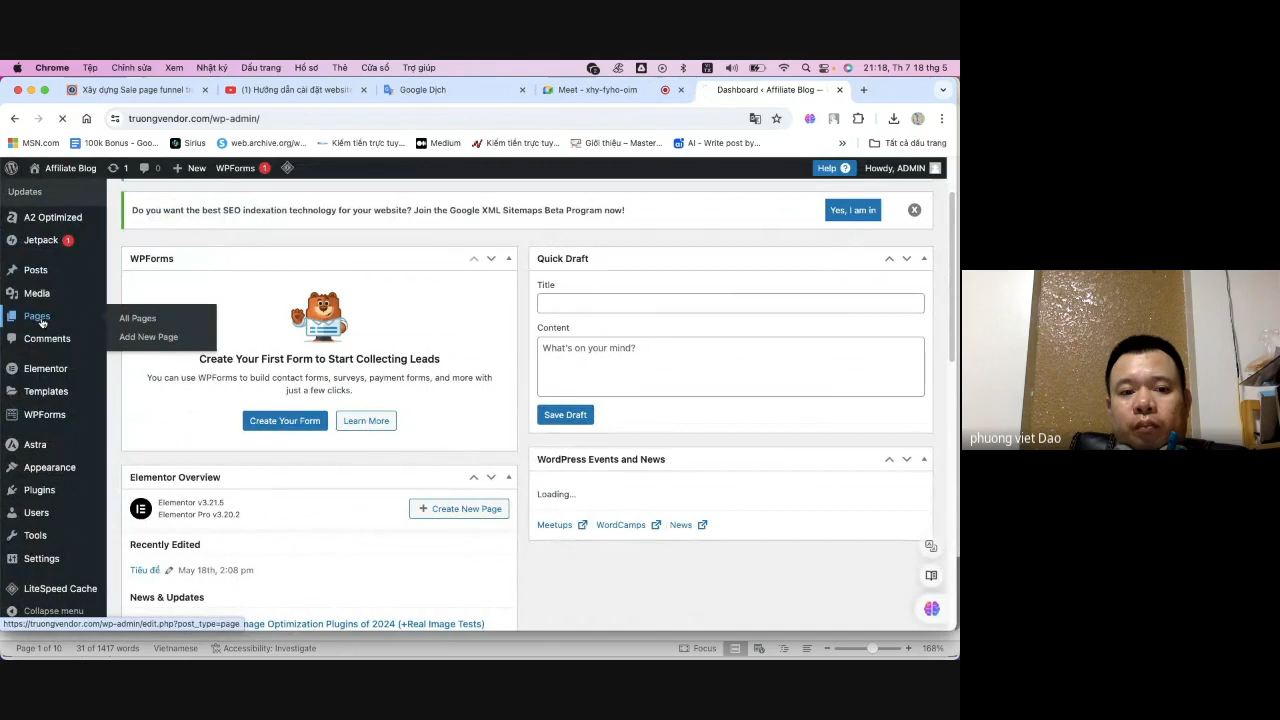 Chrome Tệp Chỉnh sửa Xem Nhật ký Dấu trang Hồ sơ Thẻ Cửa sổ Trợ giúp 21:18, Th 7 18 thg 5
Xây dựng Sale page funnel tr (1) Hướng dẫn cài đặt websit Google Dịch Meet - xhy-fyho-oim Dashboard ‹ Affiliate Blog —
truongvendor.com/wp-admin/
MSN.com 100k Bonus - Goo... Sirius web.archive.org/w... Kiếm tiền trực tuy... Medium Kiếm tiền trực tuy... Giới thiệu – Master... AI - Write post by... » Tất cả dấu trang
Affiliate Blog 1 0 + New WPForms 1 Help Howdy, ADMIN
Updates
Do you want the best SEO indexation technology for your website? Join the Google XML Sitemaps Beta Program now! Yes, I am in
A2 Optimized
Jetpack 1
Posts
Media
Pages
Comments
Elementor
Templates
WPForms
Astra
Appearance
Plugins
Users
Tools
Settings
LiteSpeed Cache
Collapse menu
All Pages
Add New Page
WPForms
Create Your First Form to Start Collecting Leads
You can use WPForms to build contact forms, surveys, payment forms, and more with
just a few clicks.
Create Your Form Learn More
Elementor Overview
Elementor v3.21.5
Elementor Pro v3.20.2
+ Create New Page
Recently Edited
Tiêu đề May 18th, 2:08 pm
News & Updates
Optimization Plugins of 2024 (+Real Image Tests)
https://truongvendor.com/wp-admin/edit.php?post_type=page
Quick Draft
Title
Content
What's on your mind?
Save Draft
WordPress Events and News
Loading...
Meetups WordCamps News
Page 1 of 10 31 of 1417 words Vietnamese Accessibility: Investigate Focus 168%
phuong viet Dao